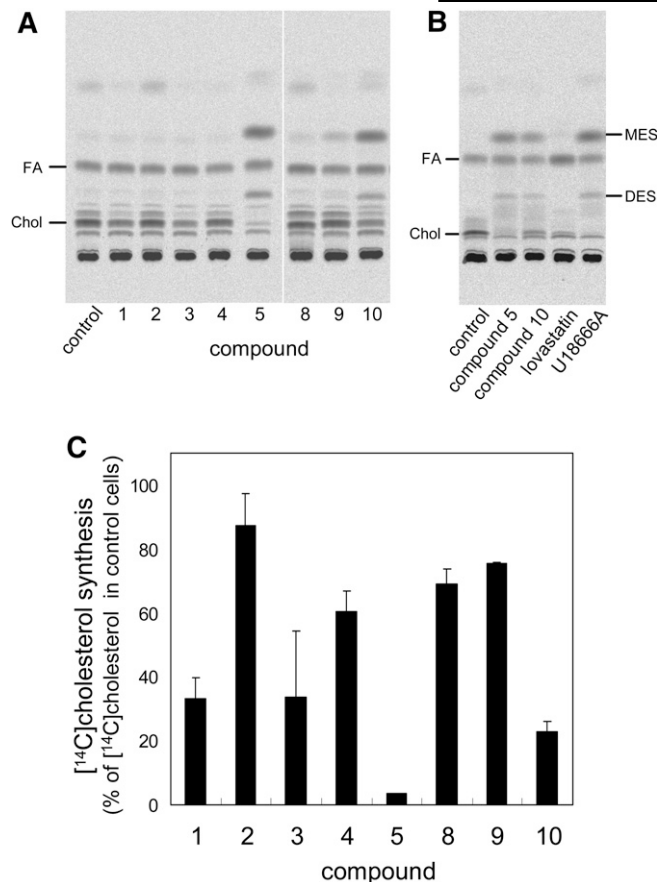 A
FA
Chol
control 1 2 3 4 5 8 9 10
compound
B
MES
FA
DES
Chol
control
compound 5
compound 10
lovastatin
U18666A
C
[¹⁴C]cholesterol synthesis
(% of [¹⁴C]cholesterol in control cells)
100
80
60
40
20
0
1 2 3 4 5 8 9 10
compound